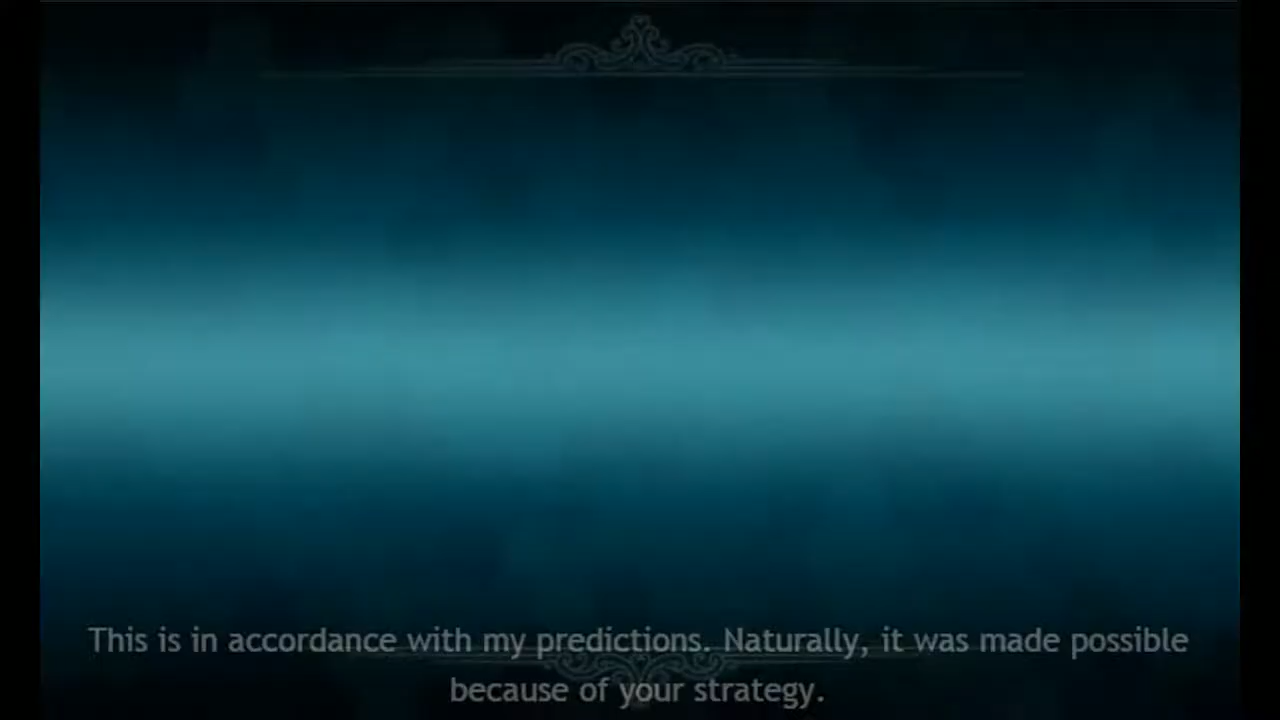 This is in accordance with my predictions. Naturally, it was made possible
because of your strategy.